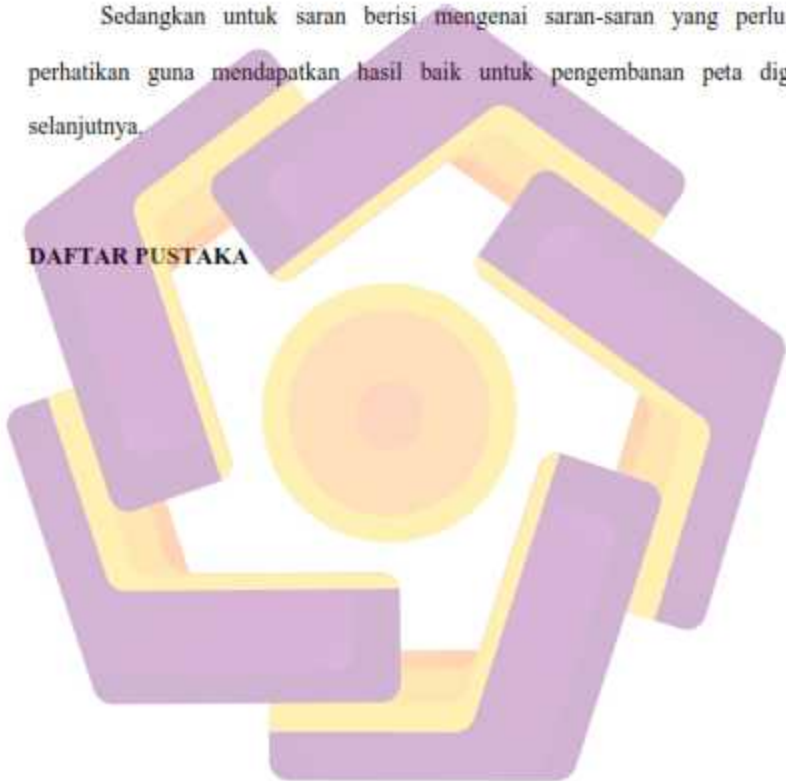 Sedangkan untuk saran berisi mengenai saran-saran yang perlu
perhatikan guna mendapatkan hasil baik untuk pengembanan peta dig
selanjutnya.
DAFTAR PUSTAKA